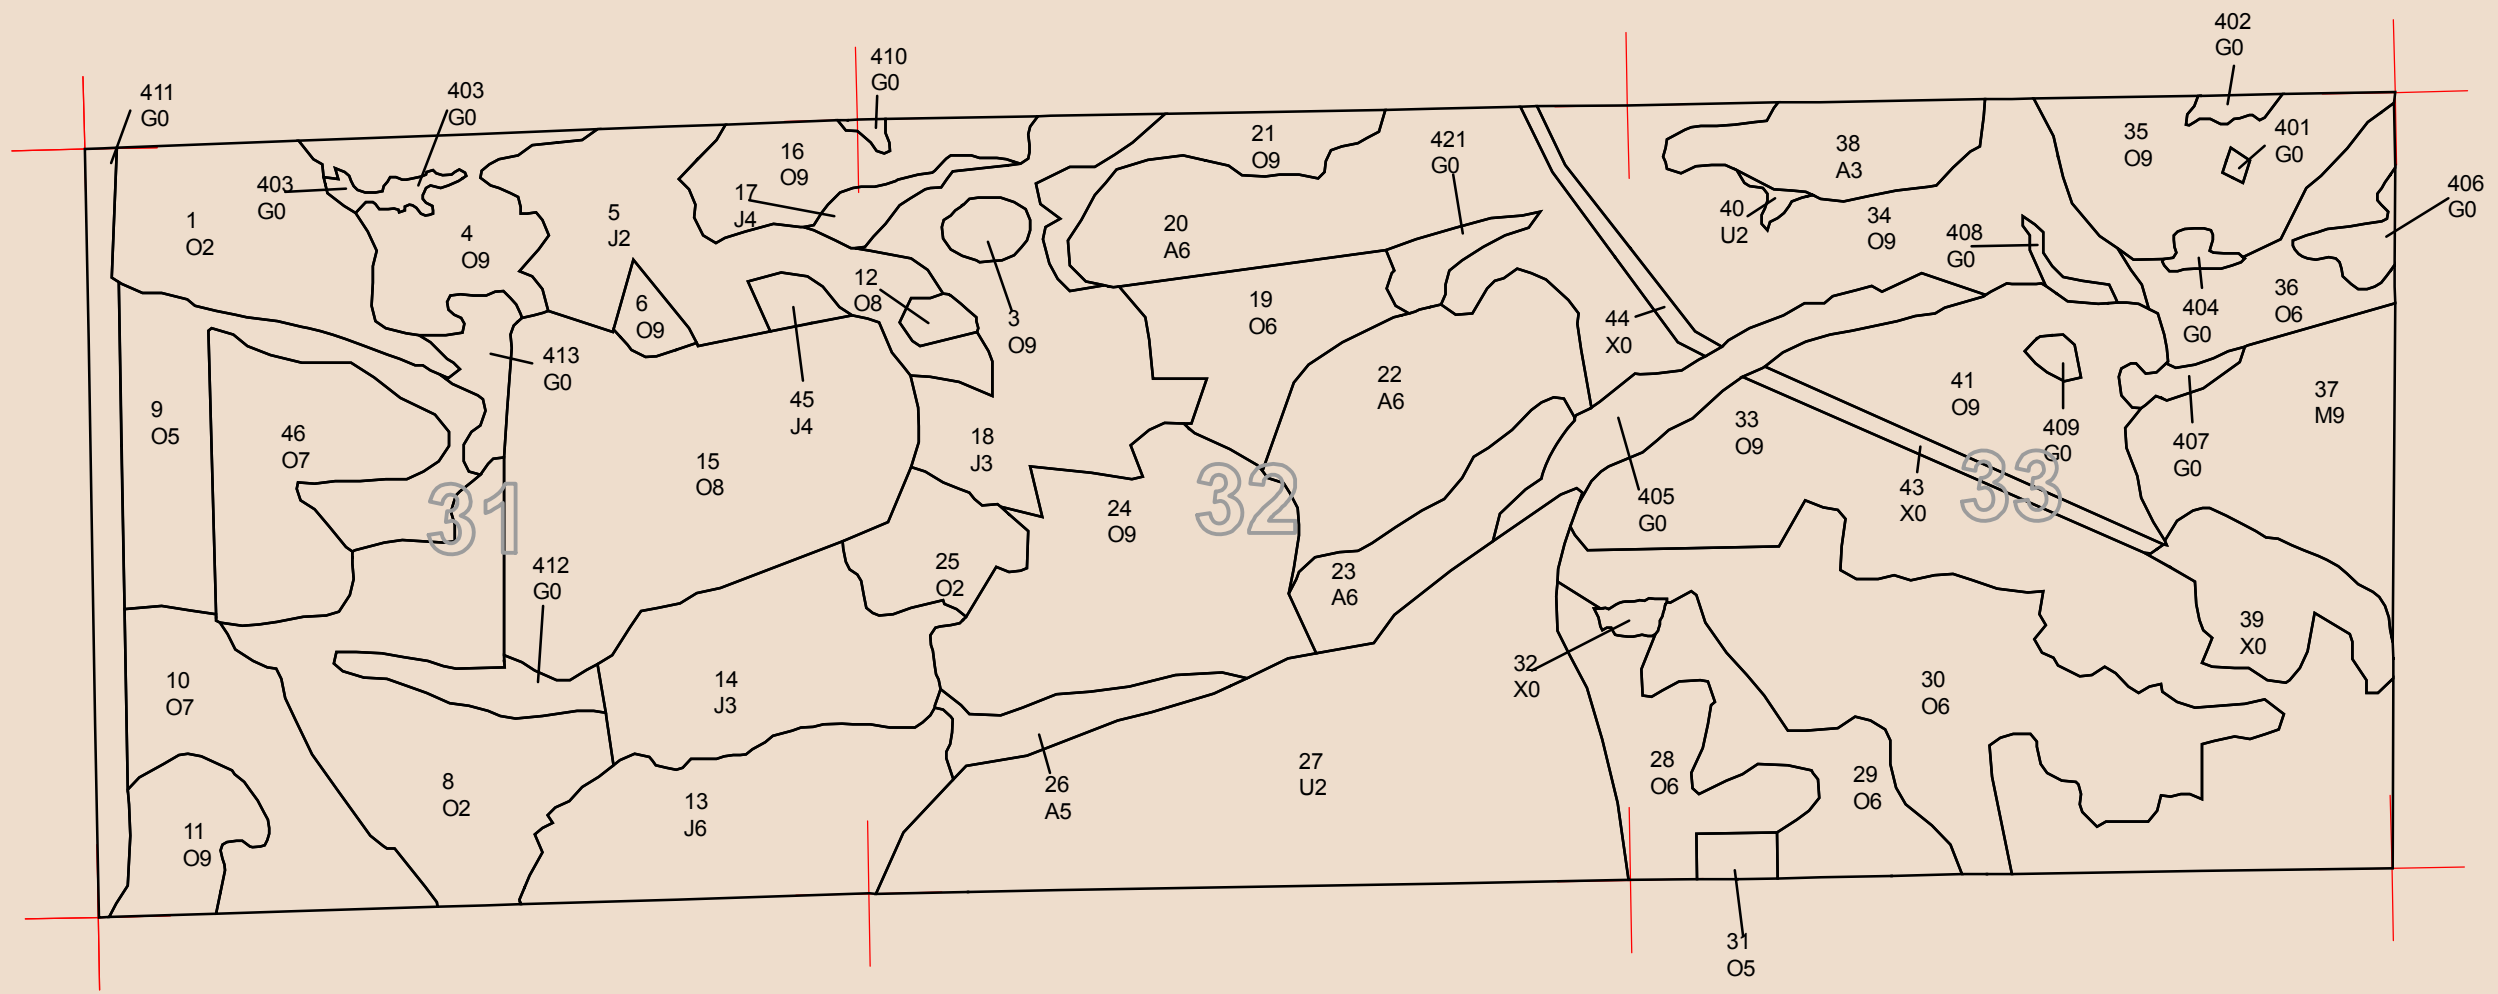 402
G0
410
G0
411
G0
403
G0
401
G0
35
O9
421
G0
21
O9
38
A3
16
O9
403
G0
17
J4
406
G0
1
O2
5
J2
4
O9
20
A6
40
U2
34
O9
408
G0
12
O8
36
O6
404
G0
6
O9
19
O6
3
O9
44
X0
413
G0
22
A6
41
O9
37
M9
45
J4
9
O5
46
O7
33
O9
409
G0
407
G0
18
J3
15
O8
31
32
33
43
X0
405
G0
24
O9
412
G0
25
O2
23
A6
39
X0
32
X0
10
O7
14
J3
30
O6
28
O6
27
U2
29
O6
8
O2
26
A5
13
J6
11
O9
31
O5